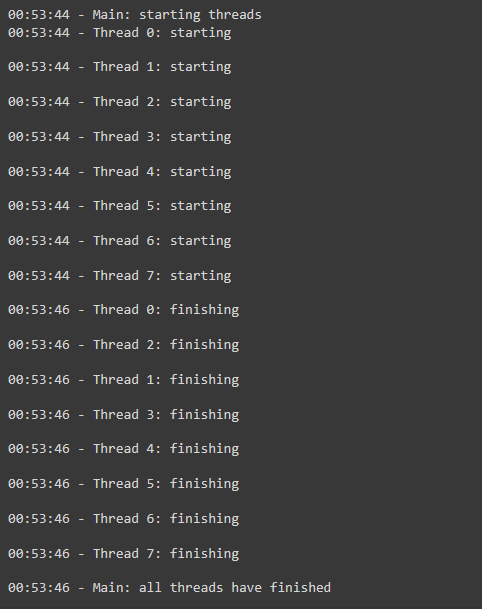 00:53:44 - Main: starting threads
00:53:44 - Thread 0: starting
00:53:44 - Thread 1: starting
00:53:44 - Thread 2: starting
00:53:44 - Thread 3: starting
00:53:44 - Thread 4: starting
00:53:44 - Thread 5: starting
00:53:44 - Thread 6: starting
00:53:44 - Thread 7: starting
00:53:46 - Thread 0: finishing
00:53:46 - Thread 2: finishing
00:53:46 - Thread 1: finishing
00:53:46 - Thread 3: finishing
00:53:46 - Thread 4: finishing
00:53:46 - Thread 5: finishing
00:53:46 - Thread 6: finishing
00:53:46 - Thread 7: finishing
00:53:46 - Main: all threads have finished